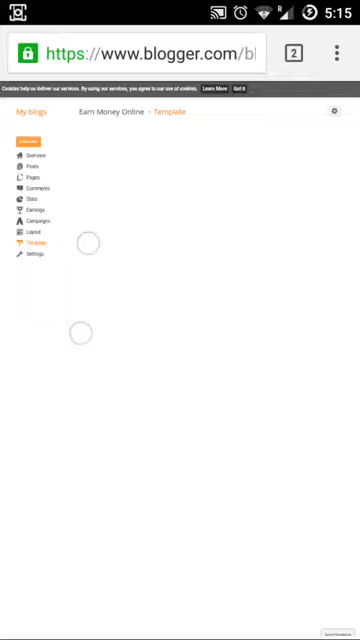 5:15
R
https://www.blogger.com/bl
2
Cookies help us deliver our services. By using our services, you agree to our use of cookies. Learn More Got it
My blogs Earn Money Online · Template
Overview
Posts
Pages
Comments
Stats
Earnings
Campaigns
Layout
Template
Settings
Send feedback